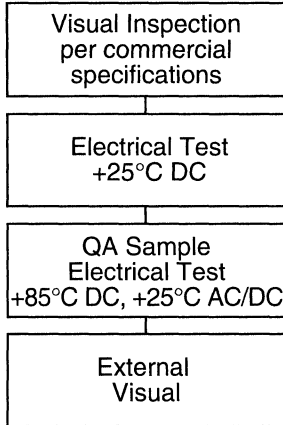 Visual Inspection
per commercial
specifications
Electrical Test
+25°C DC
QA Sample
Electrical Test
+85°C DC, +25°C AC/DC
External
Visual